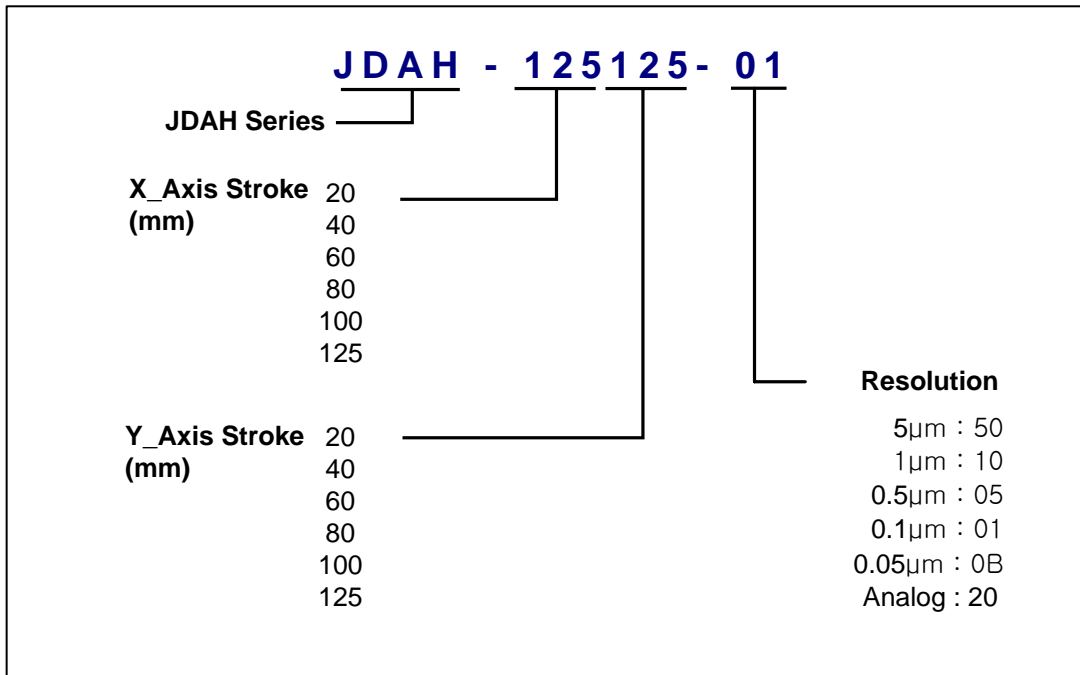 JDAH - 125125- 01
JDAH Series
X_Axis Stroke
(mm)
20
40
60
80
100
125
Y_Axis Stroke
(mm)
20
40
60
80
100
125
Resolution
5μm : 50
1μm : 10
0.5μm : 05
0.1μm : 01
0.05μm : 0B
Analog : 20